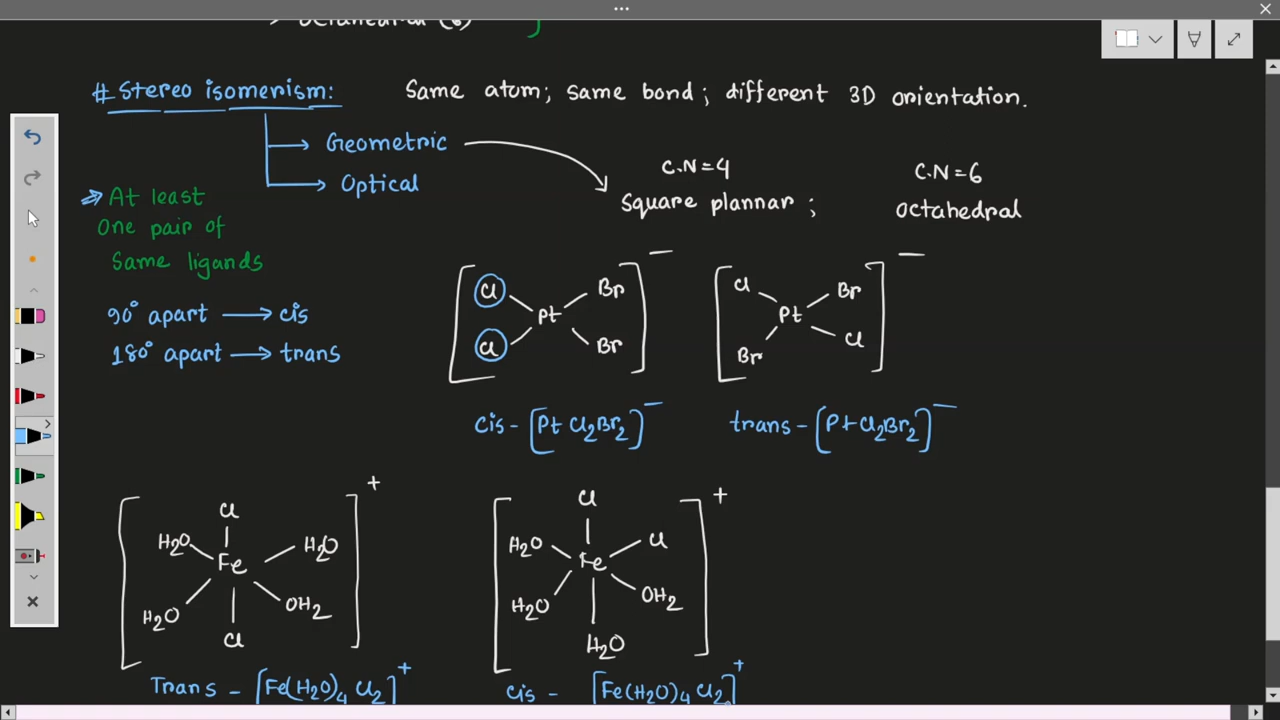 > octahedral (6)
# Stereo isomerism: Same atom; same bond; different 3D orientation.
Geometric
Optical
C.N=4
Square plannar ;
C.N=6
octahedral
At least
One pair of
Same ligands
90° apart → cis
180° apart → trans
[Cl Cl Pt Br Br]⁻
[Cl Br Pt Br Cl]⁻
cis - [Pt Cl₂Br₂]⁻
trans - [Pt Cl₂Br₂]⁻
[Cl H₂O H₂O Fe H₂O OH₂ Cl]⁺
[Cl H₂O Cl Fe H₂O OH₂ H₂O]⁺
Trans - [Fe(H₂O)₄ Cl₂]⁺
cis - [Fe(H₂O)₄ Cl₂]⁺